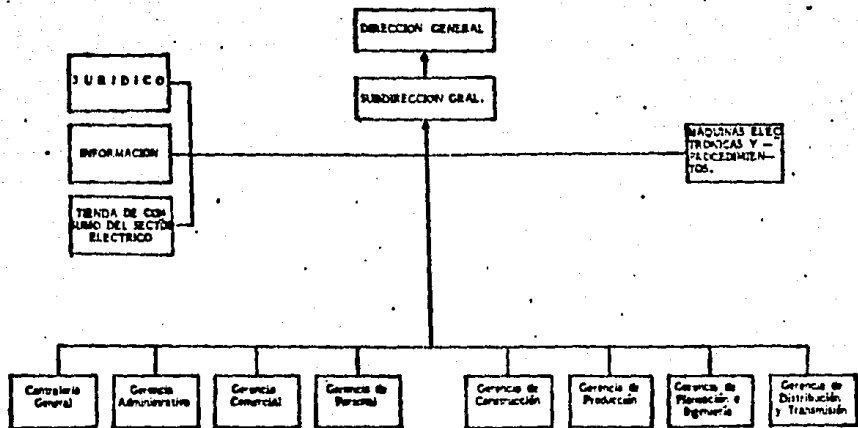 DIRECCION GENERAL
JURIDICO
SUBDIRECCION GRAL.
INFORMACION
MAQUINAS ELEC
TRONICAS Y —
PROCEDIMIEN—
TOS.
TIENDA DE CON
SUMO DEL SECTOR
ELECTRICO
Contraloria
General
Gerencia
Administrativa
Gerencia
Comercial
Gerencia de
Personal
Gerencia de
Construcción
Gerencia de
Producción
Gerencia de
Planeación e
Ingeniería
Gerencia de
Distribución
y Transmisión